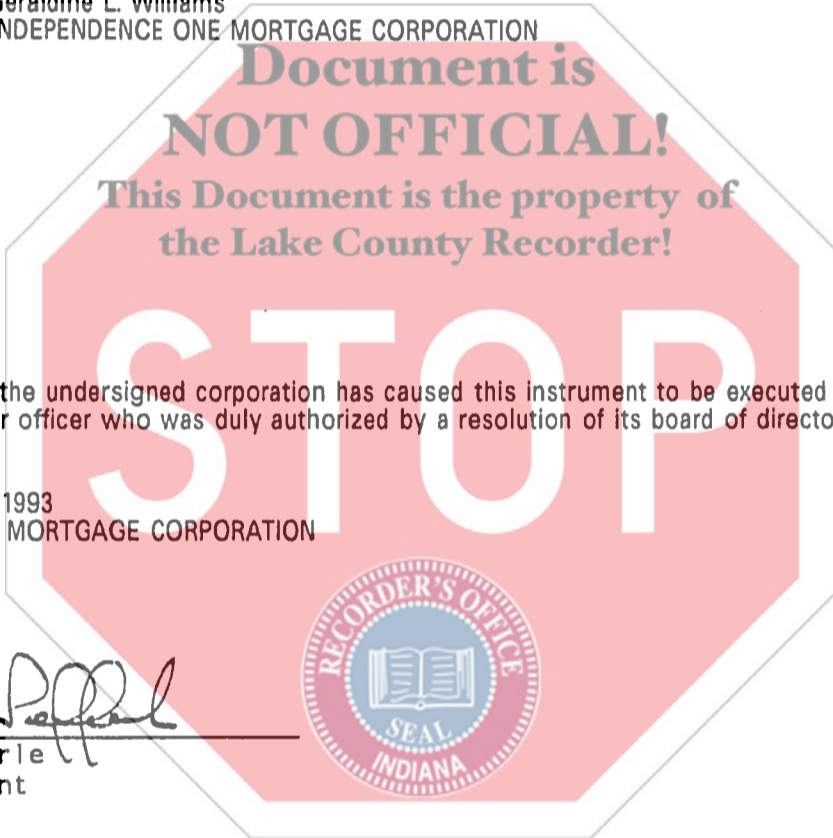 eraldine L. Williams
NDEPENDENCE ONE MORTGAGE CORPORATION
Document is
NOT OFFICIAL!
This Document is the property of
the Lake County Recorder!
STOP
the undersigned corporation has caused this instrument to be executed
r officer who was duly authorized by a resolution of its board of directo
1993
MORTGAGE CORPORATION
RECORDER'S OFFICE
SEAL
INDIANA
rle
nt